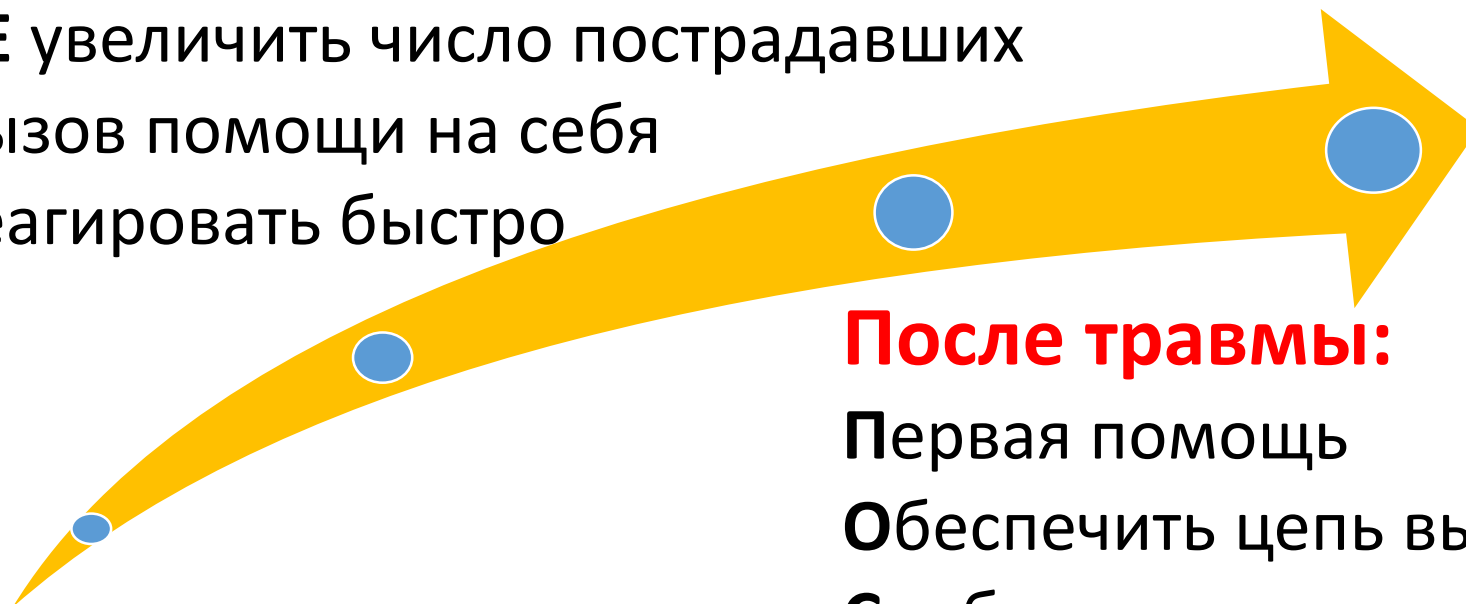 Е увеличить число пострадавших
ызов помощи на себя
еагировать быстро
После травмы:
Первая помощь
Обеспечить цепь вы